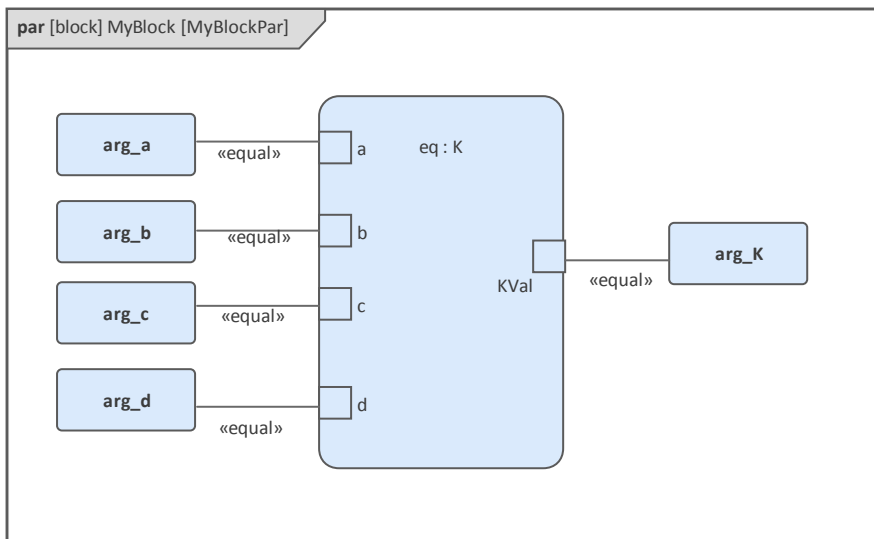 par [block] MyBlock [MyBlockPar]
arg_a
«equal»
a
eq : K
arg_b
«equal»
b
arg_K
«equal»
KVal
arg_c
«equal»
c
arg_d
«equal»
d